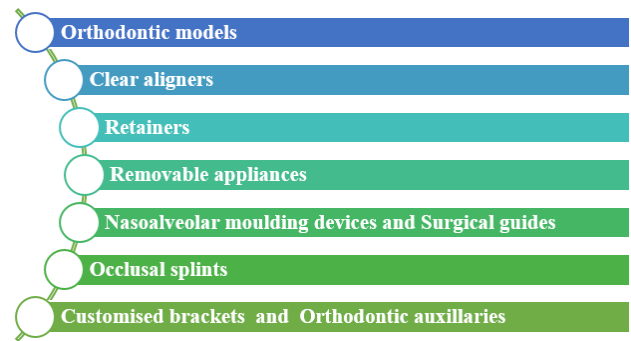 Orthodontic models
Clear aligners
Retainers
Removable appliances
Nasoalveolar moulding devices and Surgical guides
Occlusal splints
Customised brackets  and  Orthodontic auxillaries